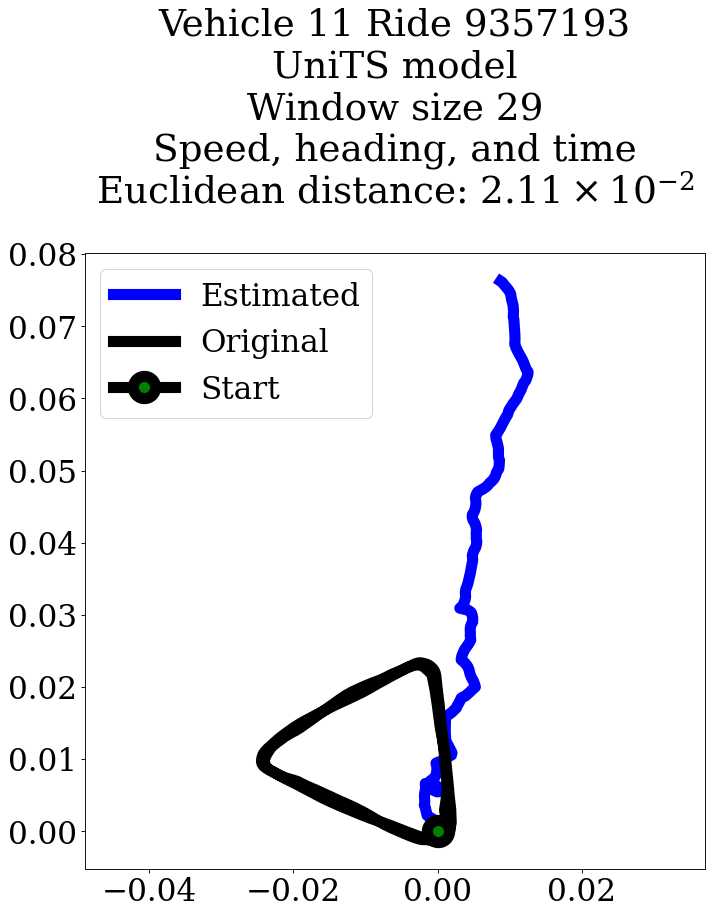 Vehicle 11 Ride 9357193
UniTS model
Window size 29
Speed, heading, and time
Euclidean distance: 2.11 × 10⁻²
0.08
0.07
0.06
0.05
0.04
0.03
0.02
0.01
0.00
Estimated
Original
Start
−0.04 −0.02 0.00 0.02